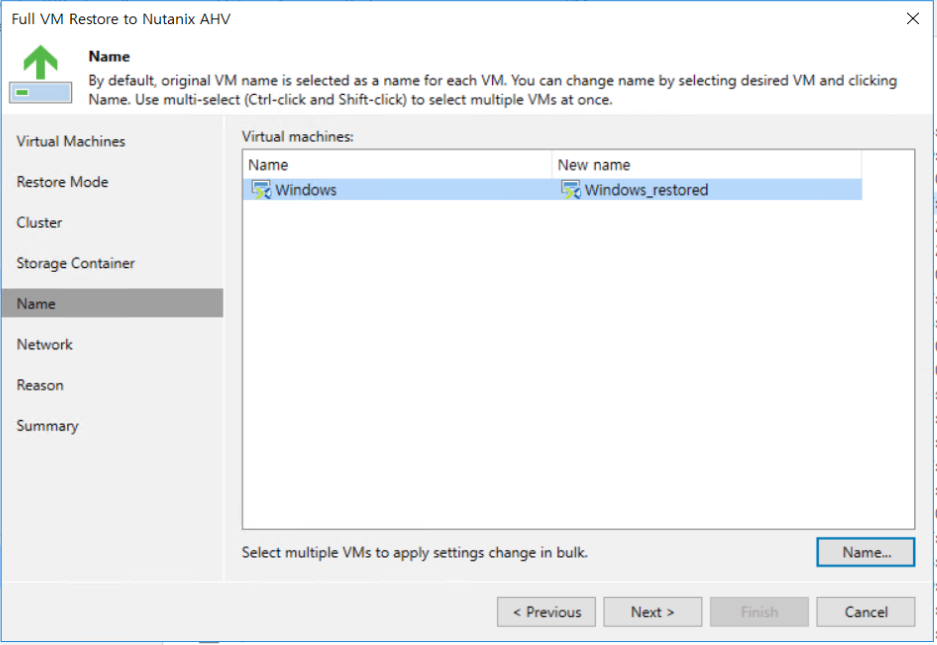 Full VM Restore to Nutanix AHV
Name
By default, original VM name is selected as a name for each VM. You can change name by selecting desired VM and clicking
Name. Use multi-select (Ctrl-click and Shift-click) to select multiple VMs at once.
Virtual Machines
Restore Mode
Cluster
Storage Container
Name
Network
Reason
Summary
Virtual machines:
Name New name
Windows Windows_restored
Select multiple VMs to apply settings change in bulk.
Name...
< Previous Next > Finish Cancel